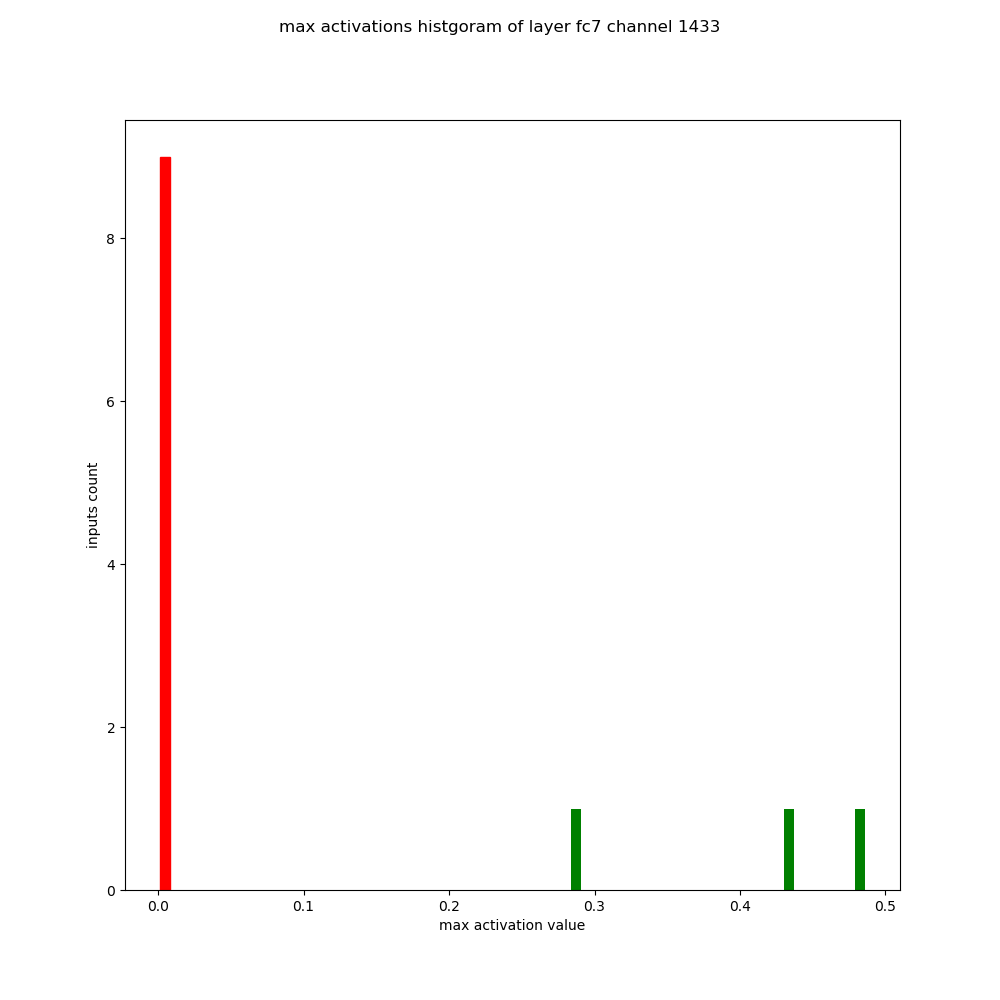 max activations histgoram of layer fc7 channel 1433
inputs count
8
6
4
2
0
0.0 0.1 0.2 0.3 0.4 0.5
max activation value